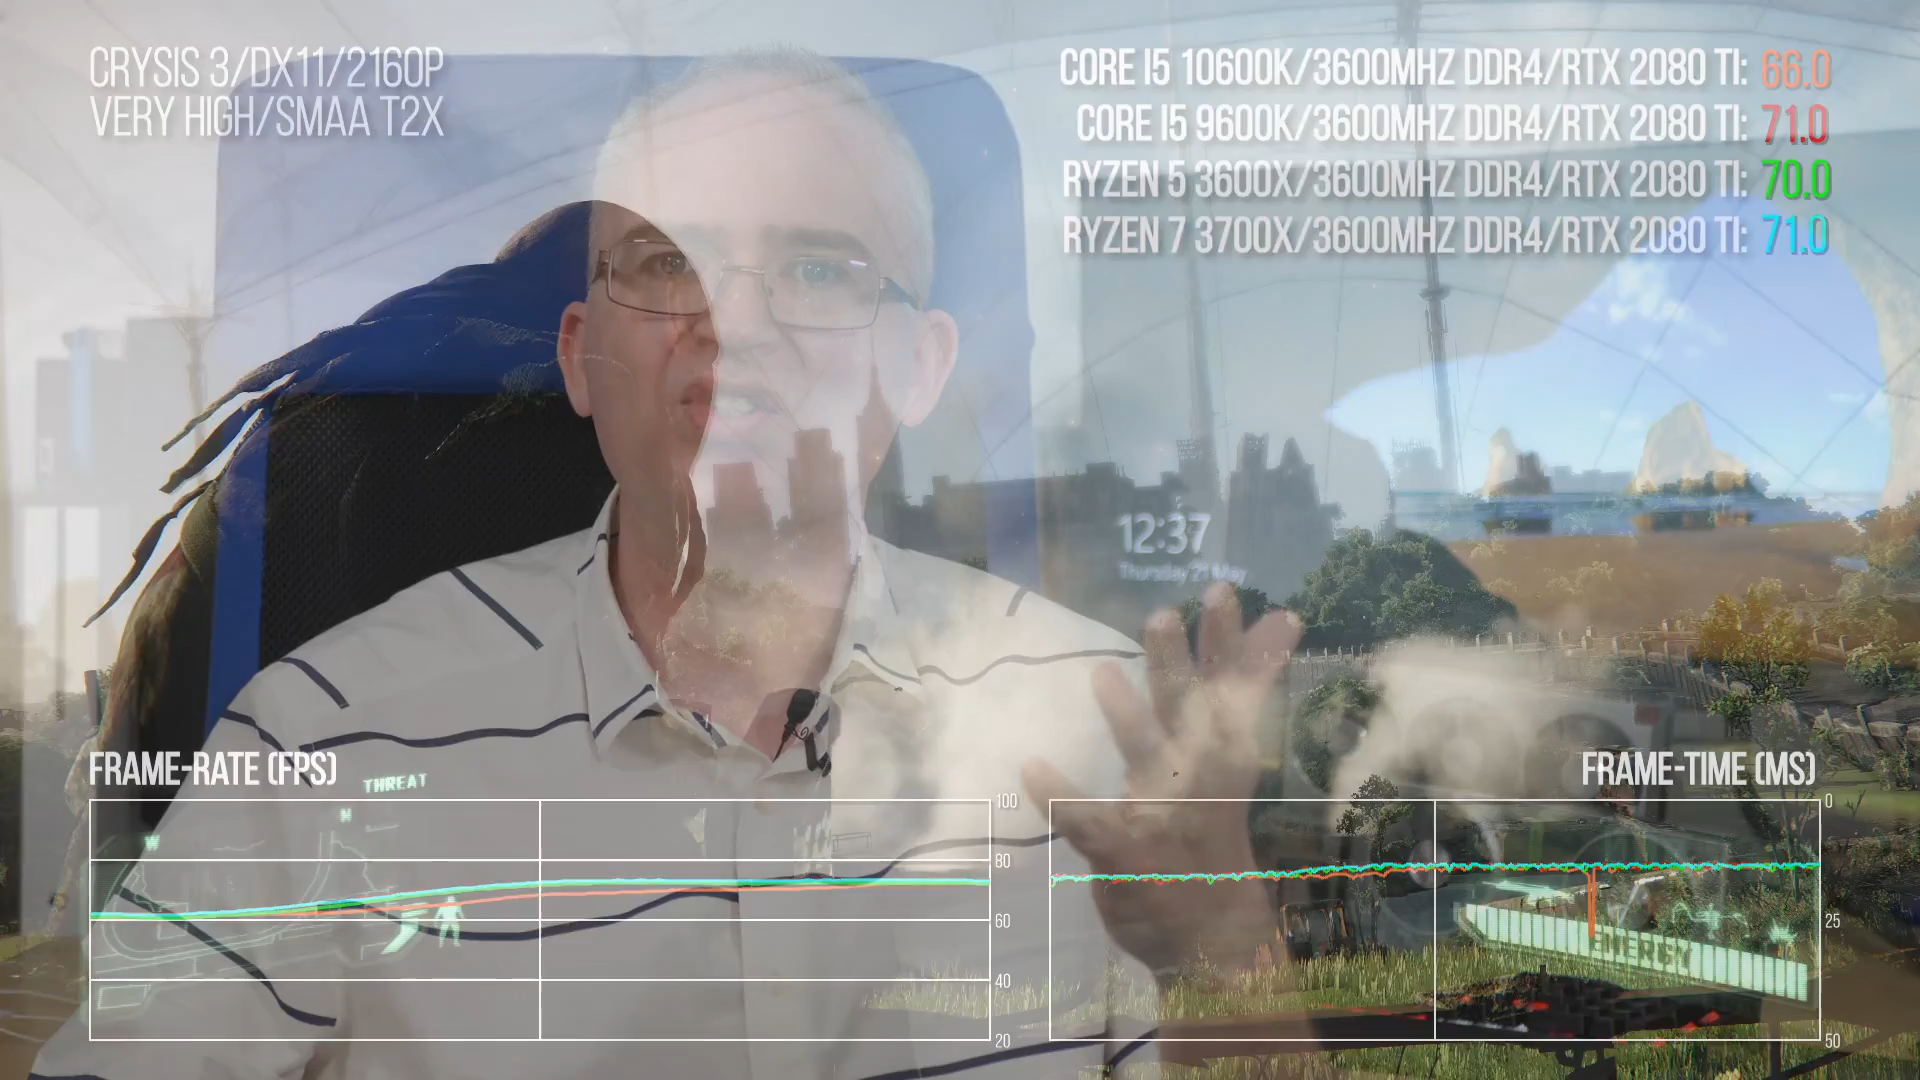 CRYSIS 3/DX11/2160P
VERY HIGH/SMAA T2X
CORE I5 10600K/3600MHZ DDR4/RTX 2080 TI: 66.0
CORE I5 9600K/3600MHZ DDR4/RTX 2080 TI: 71.0
RYZEN 5 3600X/3600MHZ DDR4/RTX 2080 TI: 70.0
RYZEN 7 3700X/3600MHZ DDR4/RTX 2080 TI: 71.0
12:37
Thursday 21 May
FRAME-RATE (FPS)
THREAT
N
W
100
80
60
40
20
FRAME-TIME (MS)
0
25
50
ENERGY